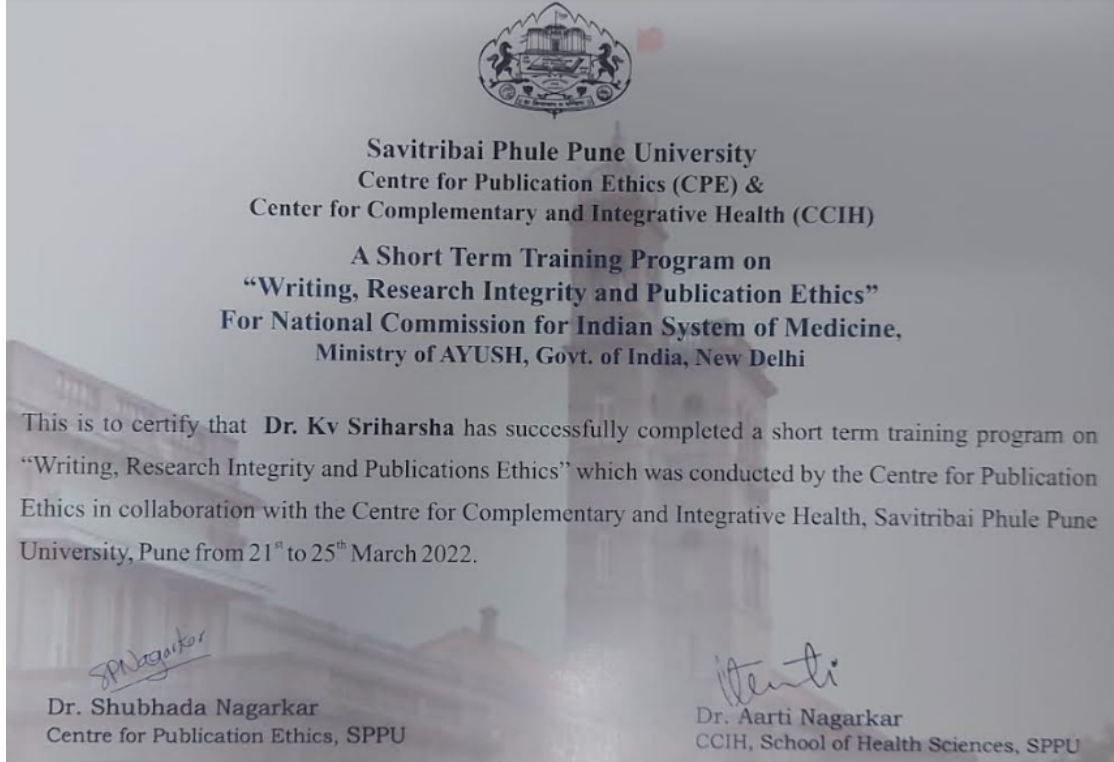 Savitribai Phule Pune University
Centre for Publication Ethics (CPE) &
Center for Complementary and Integrative Health (CCIH)
A Short Term Training Program on
“Writing, Research Integrity and Publication Ethics”
For National Commission for Indian System of Medicine,
Ministry of AYUSH, Govt. of India, New Delhi
This is to certify that Dr. Kv Sriharsha has successfully completed a short term training program on
“Writing, Research Integrity and Publications Ethics” which was conducted by the Centre for Publication
Ethics in collaboration with the Centre for Complementary and Integrative Health, Savitribai Phule Pune
University, Pune from 21st to 25th March 2022.
SPNagarkar
Dr. Shubhada Nagarkar
Centre for Publication Ethics, SPPU
Dr. Aarti Nagarkar
CCIH, School of Health Sciences, SPPU